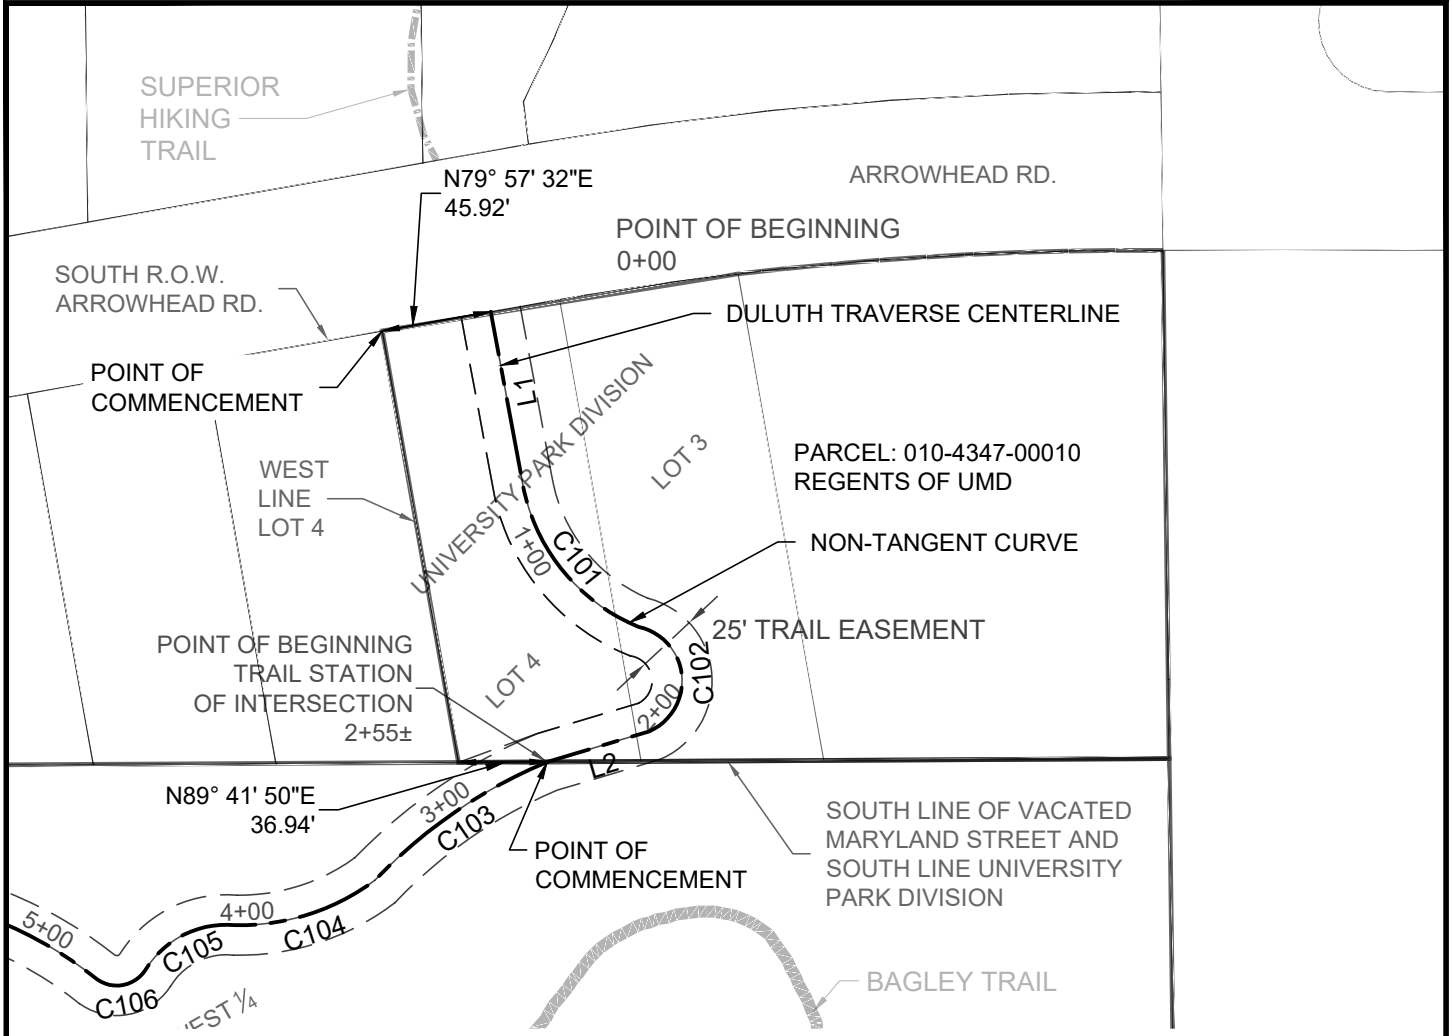 SUPERIOR
HIKING
TRAIL
N79° 57' 32"E
45.92'
ARROWHEAD RD.
POINT OF BEGINNING
0+00
SOUTH R.O.W.
ARROWHEAD RD.
DULUTH TRAVERSE CENTERLINE
POINT OF
COMMENCEMENT
L1
UNIVERSITY PARK DIVISION
LOT 3
PARCEL: 010-4347-00010
REGENTS OF UMD
WEST
LINE
LOT 4
1+00
C101
NON-TANGENT CURVE
25' TRAIL EASEMENT
POINT OF BEGINNING
TRAIL STATION
OF INTERSECTION
2+55±
LOT 4
C102
2+00
L2
N89° 41' 50"E
36.94'
3+00
C103
POINT OF
COMMENCEMENT
SOUTH LINE OF VACATED
MARYLAND STREET AND
SOUTH LINE UNIVERSITY
PARK DIVISION
5+00
4+00
C105
C104
C106
EST ¼
BAGLEY TRAIL